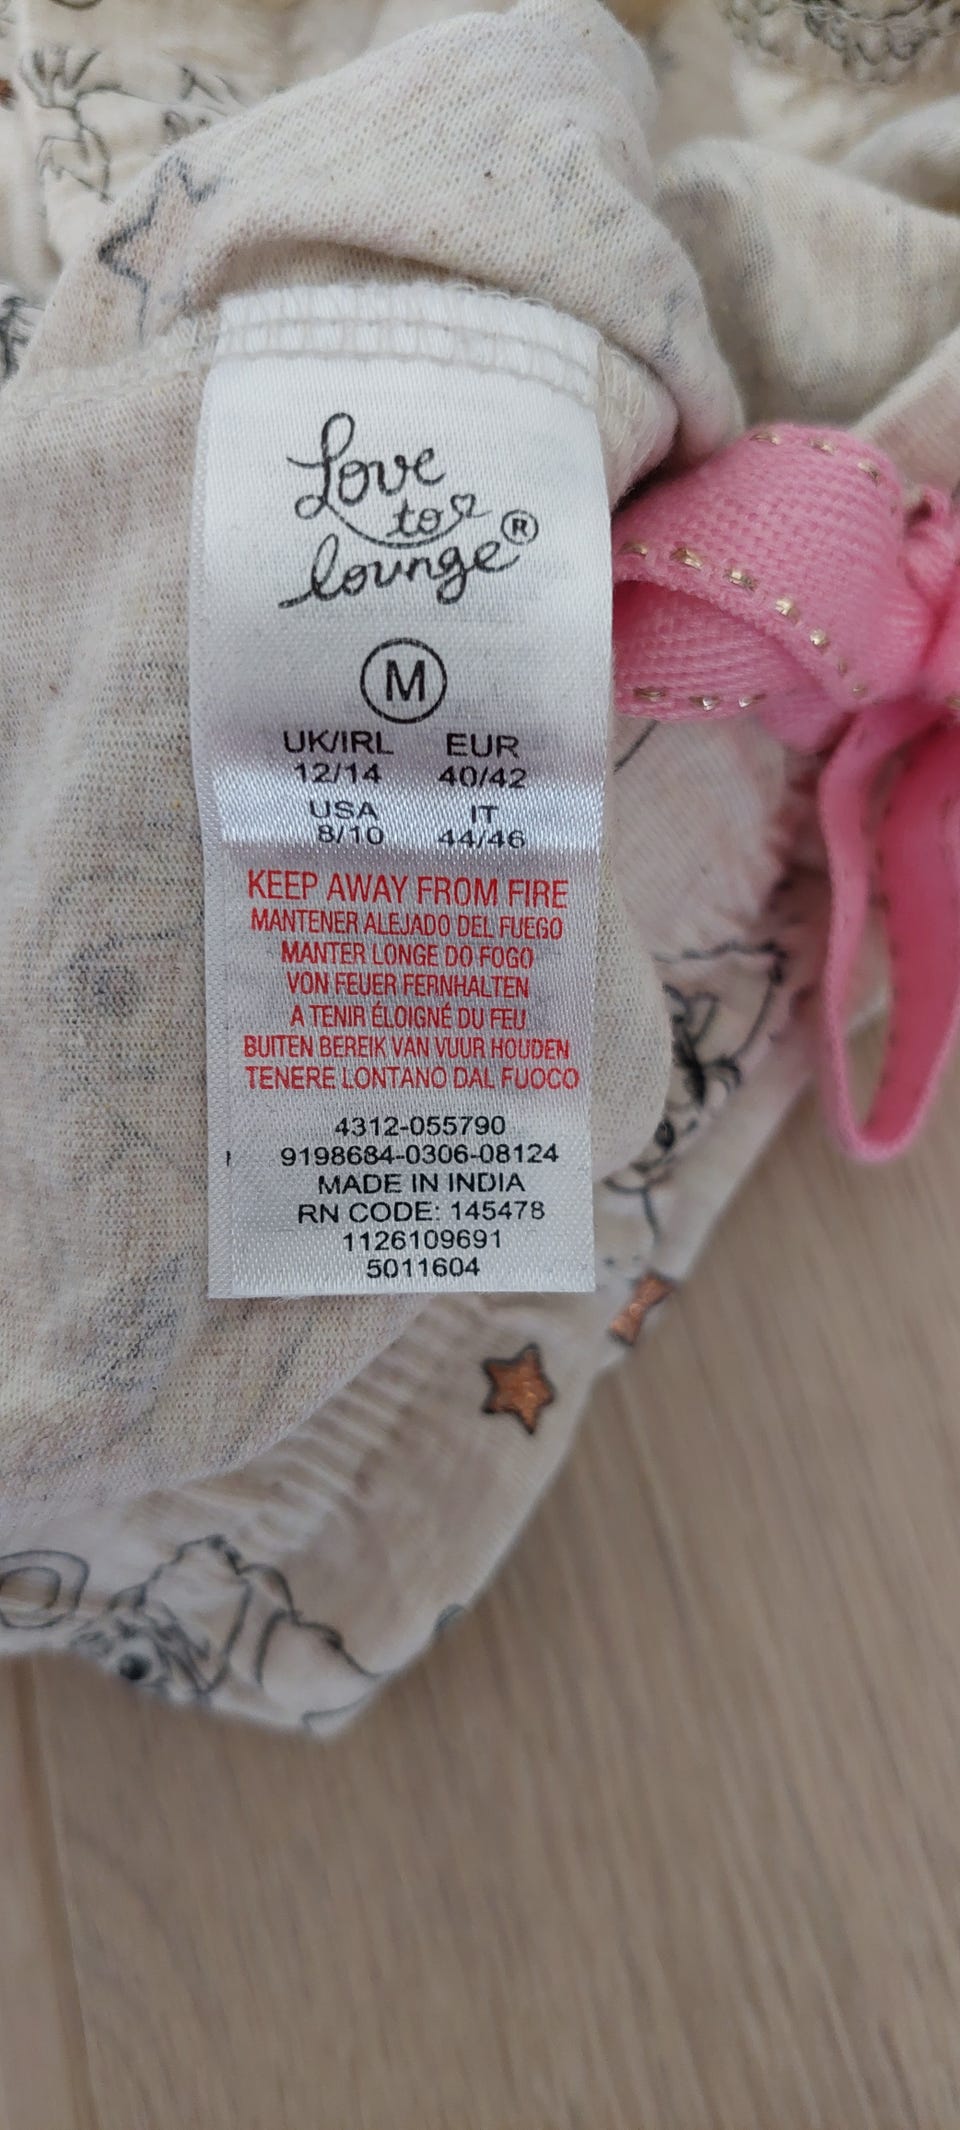 Love
to
lounge®
M
UK/IRL EUR
12/14 40/42
USA IT
8/10 44/46
KEEP AWAY FROM FIRE
MANTENER ALEJADO DEL FUEGO
MANTER LONGE DO FOGO
VON FEUER FERNHALTEN
A TENIR ÉLOIGNÉ DU FEU
BUITEN BEREIK VAN VUUR HOUDEN
TENERE LONTANO DAL FUOCO
4312-055790
9198684-0306-08124
MADE IN INDIA
RN CODE: 145478
1126109691
5011604